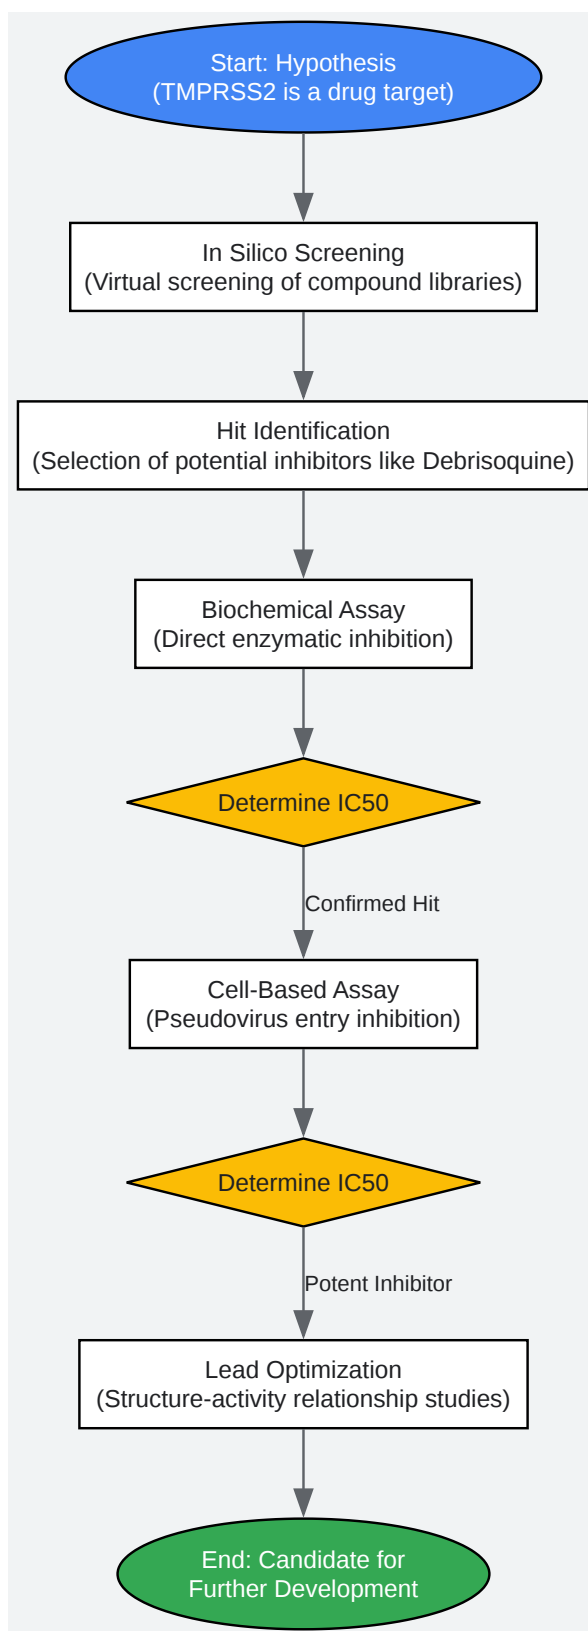 Start: Hypothesis
(TMPRSS2 is a drug target)
In Silico Screening
(Virtual screening of compound libraries)
Hit Identification
(Selection of potential inhibitors like Debrisoquine)
Biochemical Assay
(Direct enzymatic inhibition)
Determine IC50
Confirmed Hit
Cell-Based Assay
(Pseudovirus entry inhibition)
Determine IC50
Potent Inhibitor
Lead Optimization
(Structure-activity relationship studies)
End: Candidate for
Further Development